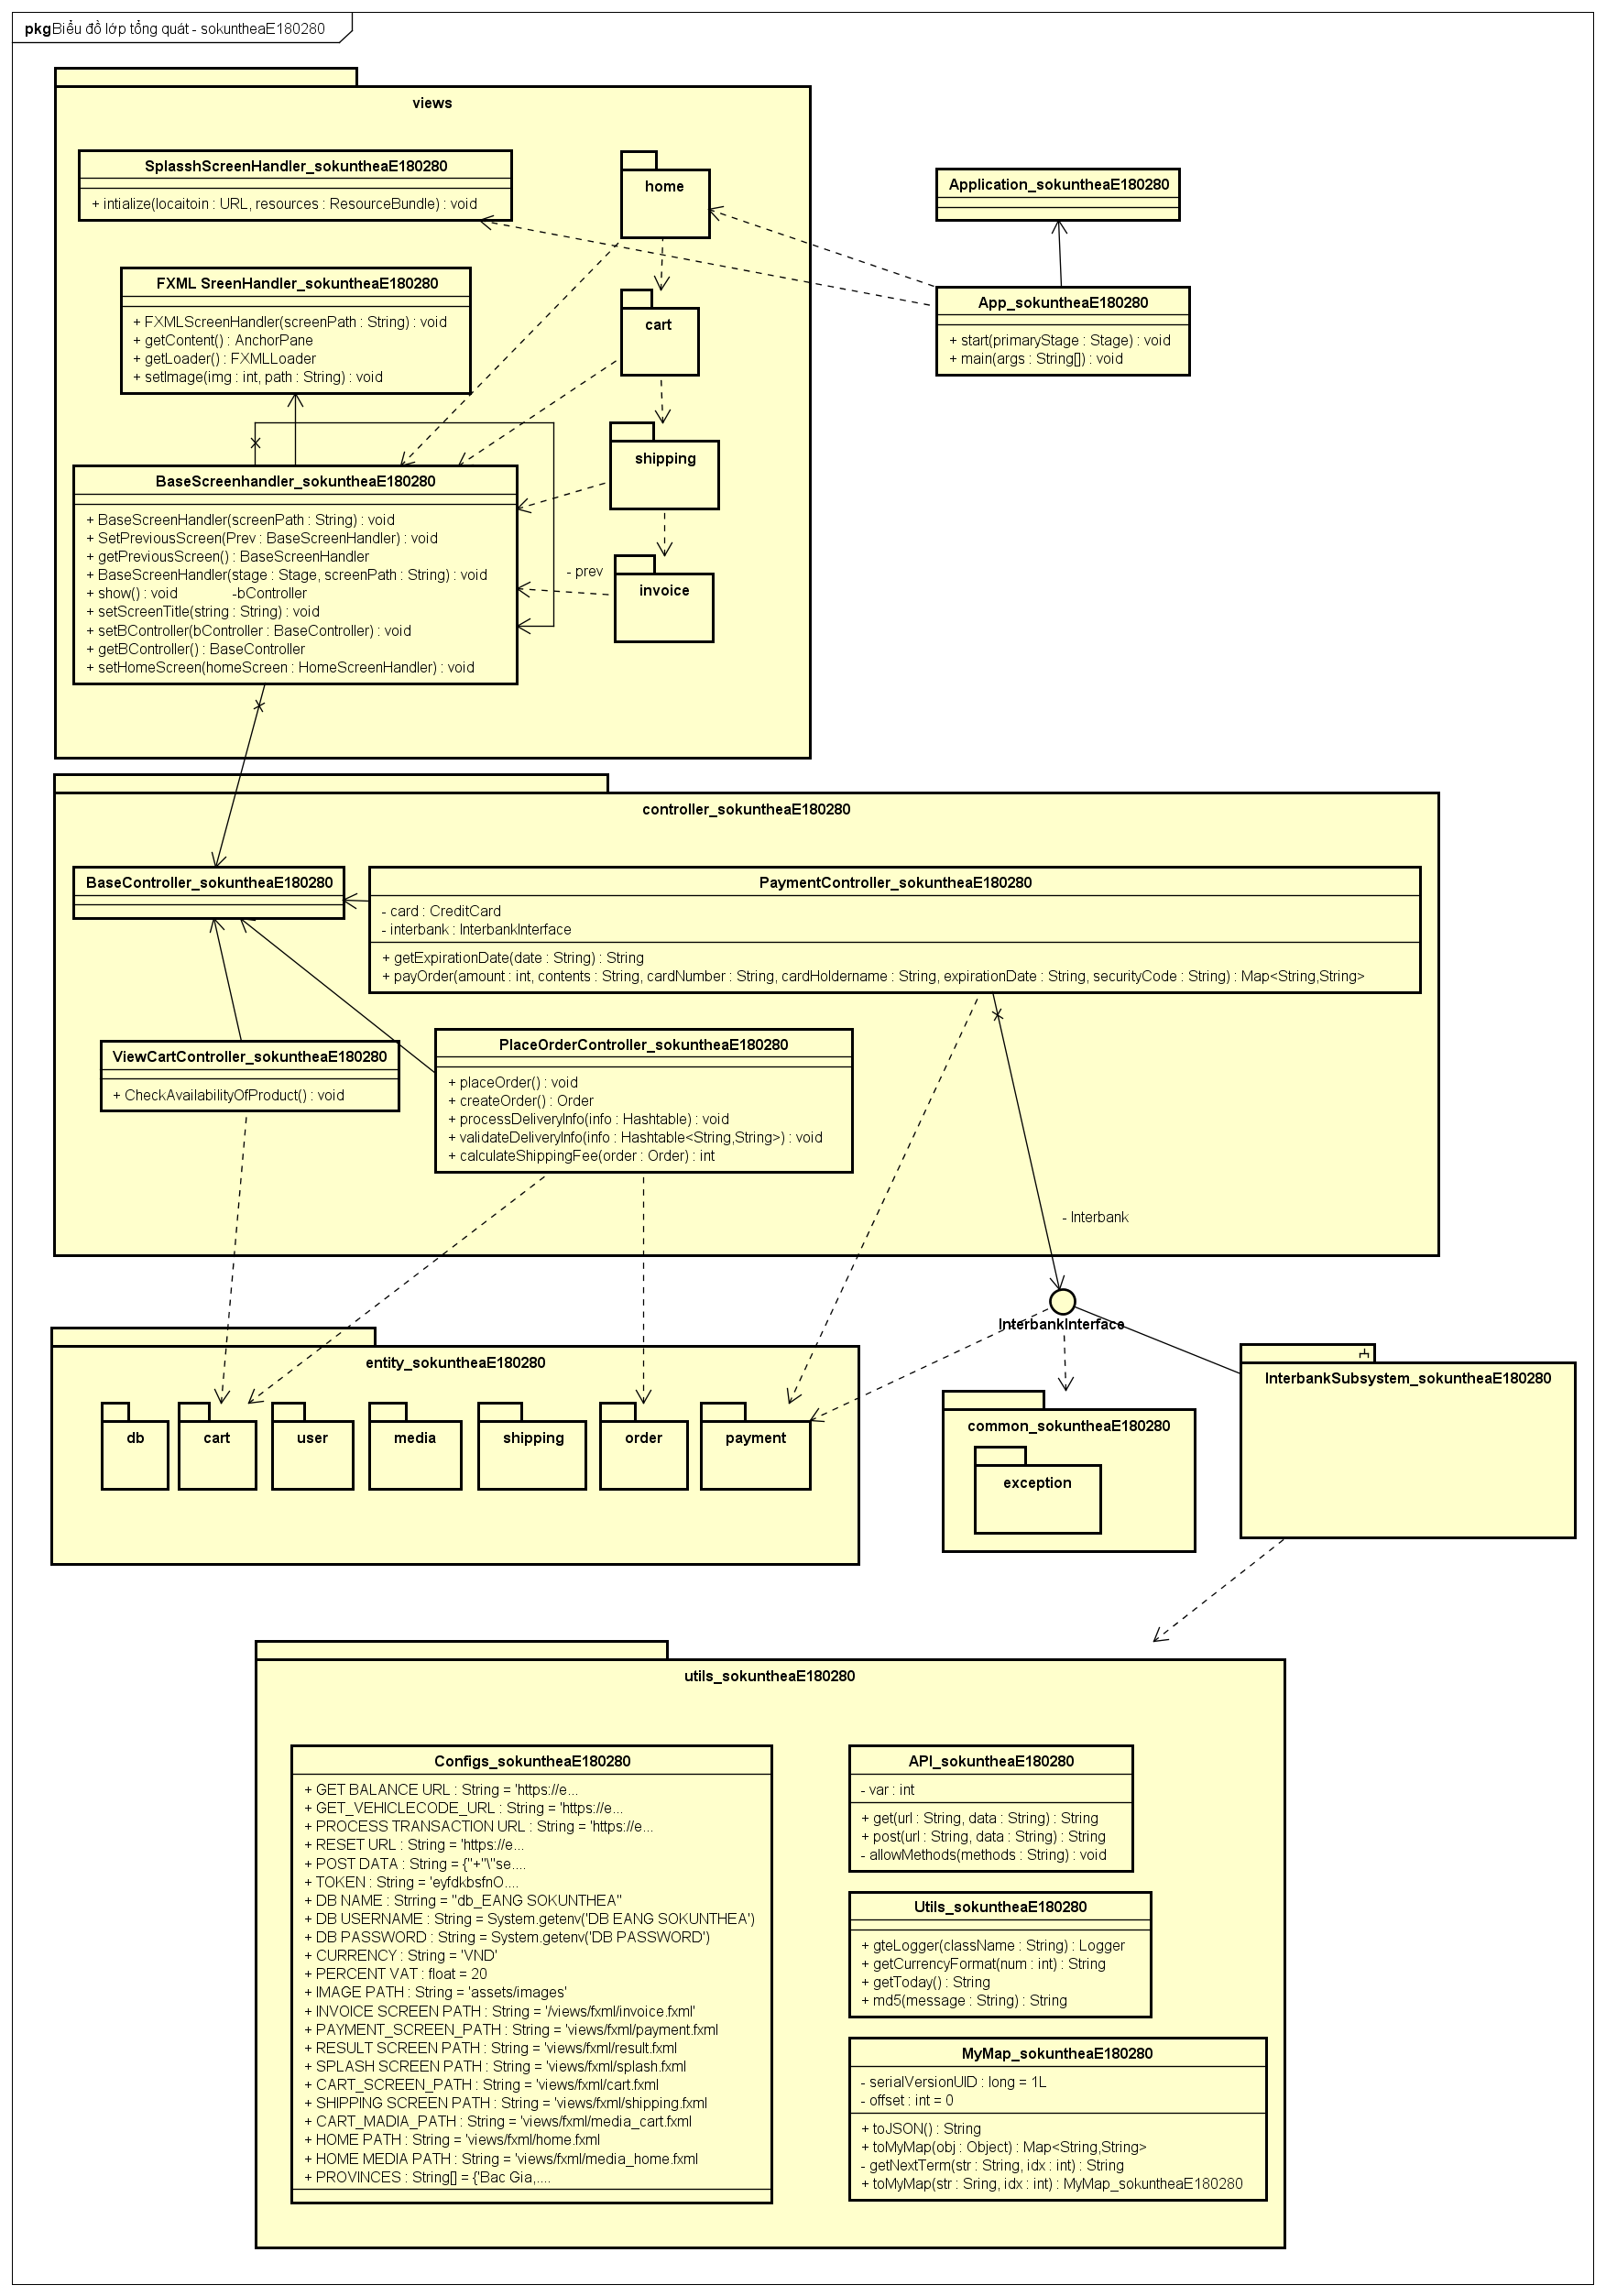 pkg Biểu đồ lớp tổng quát - sokuntheaE180280
views
SplasshScreenHandler_sokuntheaE180280
+ intialize(locaitoin : URL, resources : ResourceBundle) : void
home
Application_sokuntheaE180280
FXML SreenHandler_sokuntheaE180280
+ FXMLScreenHandler(screenPath : String) : void
+ getContent() : AnchorPane
+ getLoader() : FXMLLoader
+ setImage(img : int, path : String) : void
cart
App_sokuntheaE180280
+ start(primaryStage : Stage) : void
+ main(args : String[]) : void
shipping
BaseScreenhandler_sokuntheaE180280
+ BaseScreenHandler(screenPath : String) : void
+ SetPreviousScreen(Prev : BaseScreenHandler) : void
+ getPreviousScreen() : BaseScreenHandler
+ BaseScreenHandler(stage : Stage, screenPath : String) : void
+ show() : void
-bController
+ setScreenTitle(string : String) : void
+ setBController(bController : BaseController) : void
+ getBController() : BaseController
+ setHomeScreen(homeScreen : HomeScreenHandler) : void
- prev
invoice
controller_sokuntheaE180280
BaseController_sokuntheaE180280
PaymentController_sokuntheaE180280
- card : CreditCard
- interbank : InterbankInterface
+ getExpirationDate(date : String) : String
+ payOrder(amount : int, contents : String, cardNumber : String, cardHoldername : String, expirationDate : String, securityCode : String) : Map<String,String>
ViewCartController_sokuntheaE180280
+ CheckAvailabilityOfProduct() : void
PlaceOrderController_sokuntheaE180280
+ placeOrder() : void
+ createOrder() : Order
+ processDeliveryInfo(info : Hashtable) : void
+ validateDeliveryInfo(info : Hashtable<String,String>) : void
+ calculateShippingFee(order : Order) : int
- Interbank
InterbankInterface
entity_sokuntheaE180280
db
cart
user
media
shipping
order
payment
common_sokuntheaE180280
exception
InterbankSubsystem_sokuntheaE180280
utils_sokuntheaE180280
Configs_sokuntheaE180280
+ GET BALANCE URL : String = 'https://e...
+ GET_VEHICLECODE_URL : String = 'https://e...
+ PROCESS TRANSACTION URL : String = 'https://e...
+ RESET URL : String = 'https://e...
+ POST DATA : String = {"+"\"se....
+ TOKEN : String = 'eyfdkbsfnO....
+ DB NAME : Strring = "db_EANG SOKUNTHEA"
+ DB USERNAME : String = System.getenv('DB EANG SOKUNTHEA')
+ DB PASSWORD : String = System.getenv('DB PASSWORD')
+ CURRENCY : String = 'VND'
+ PERCENT VAT : float = 20
+ IMAGE PATH : String = 'assets/images'
+ INVOICE SCREEN PATH : String = '/views/fxml/invoice.fxml'
+ PAYMENT_SCREEN_PATH : String = 'views/fxml/payment.fxml
+ RESULT SCREEN PATH : String = 'views/fxml/result.fxml
+ SPLASH SCREEN PATH : String = 'views/fxml/splash.fxml
+ CART_SCREEN_PATH : String = 'views/fxml/cart.fxml
+ SHIPPING SCREEN PATH : String = 'views/fxml/shipping.fxml
+ CART_MADIA_PATH : String = 'views/fxml/media_cart.fxml
+ HOME PATH : String = 'views/fxml/home.fxml
+ HOME MEDIA PATH : String = 'views/fxml/media_home.fxml
+ PROVINCES : String[] = {'Bac Gia,....
API_sokuntheaE180280
- var : int
+ get(url : String, data : String) : String
+ post(url : String, data : String) : String
- allowMethods(methods : String) : void
Utils_sokuntheaE180280
+ gteLogger(className : String) : Logger
+ getCurrencyFormat(num : int) : String
+ getToday() : String
+ md5(message : String) : String
MyMap_sokuntheaE180280
- serialVersionUID : long = 1L
- offset : int = 0
+ toJSON() : String
+ toMyMap(obj : Object) : Map<String,String>
- getNextTerm(str : String, idx : int) : String
+ toMyMap(str : Sring, idx : int) : MyMap_sokuntheaE180280